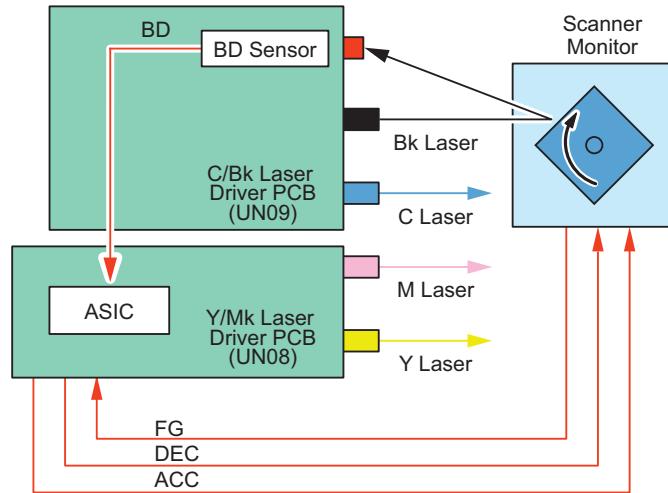 BD
BD Sensor
Scanner
Monitor
Bk Laser
C/Bk Laser
Driver PCB
(UN09)
C Laser
M Laser
ASIC
Y/Mk Laser
Driver PCB
(UN08)
Y Laser
FG
DEC
ACC